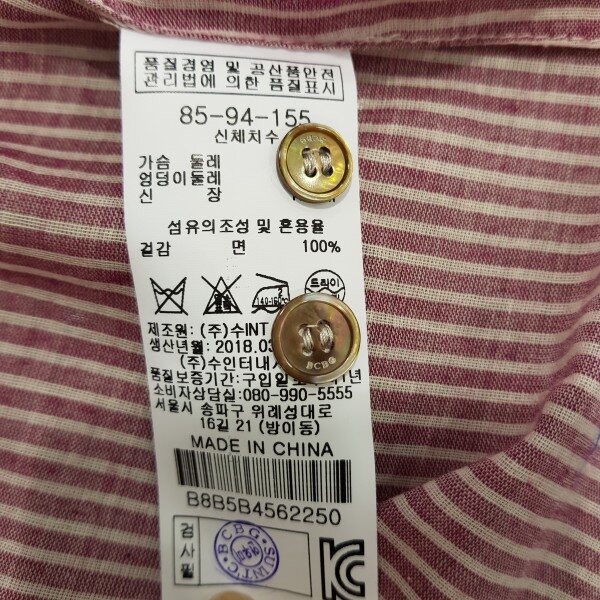 품질경영 및 공산품안전
관리법에 의한 품질표시
85-94-155
신체치수
가슴 둘레
엉덩이둘레
신 장
섬유의조성 및 혼용율
겉감 면 100%
140-160℃ 드라이
제조원: (주)수INT
생산년월: 2018.03
(주)수인터내
품질보증기간: 구입일
소비자상담실:080-990-5555
서울시 송파구 위례성대로
16길 21 (방이동)
MADE IN CHINA
B8B5B4562250
검사필
BCBG
SUINT'C
BCBG